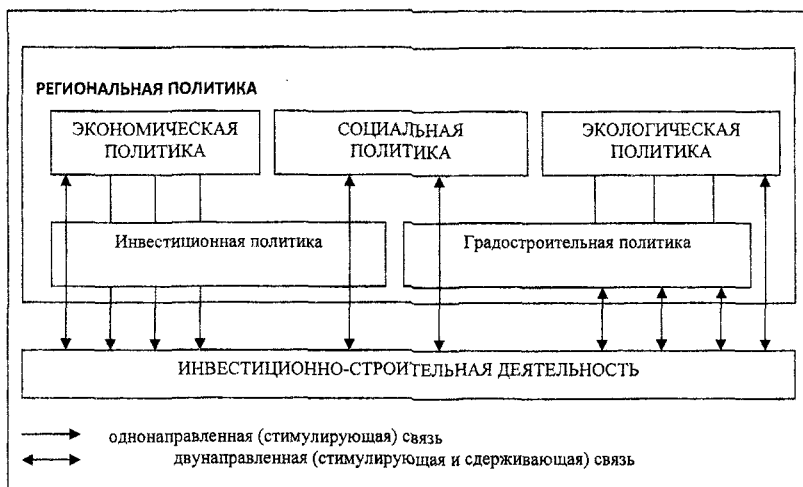 РЕГИОНАЛЬНАЯ ПОЛИТИКА
ЭКОНОМИЧЕСКАЯ
ПОЛИТИКА
СОЦИАЛЬНАЯ
ПОЛИТИКА
ЭКОЛОГИЧЕСКАЯ
ПОЛИТИКА
Инвестиционная политика
Градостроительная политика
ИНВЕСТИЦИОННО-СТРОИТЕЛЬНАЯ ДЕЯТЕЛЬНОСТЬ
однонаправленная (стимулирующая) связь
двунаправленная (стимулирующая и сдерживающая) связь